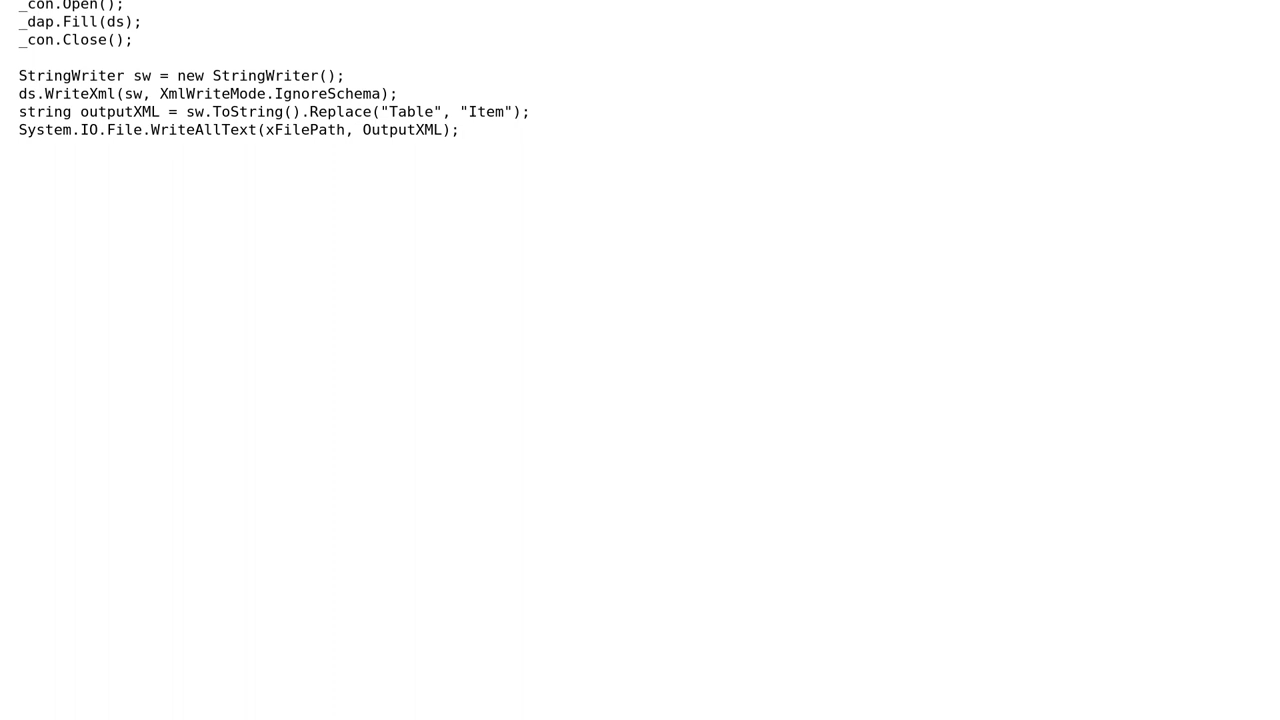 _con.Open();
_dap.Fill(ds);
_con.Close();
StringWriter sw = new StringWriter();
ds.WriteXml(sw, XmlWriteMode.IgnoreSchema);
string outputXML = sw.ToString().Replace("Table", "Item");
System.IO.File.WriteAllText(xFilePath, OutputXML);